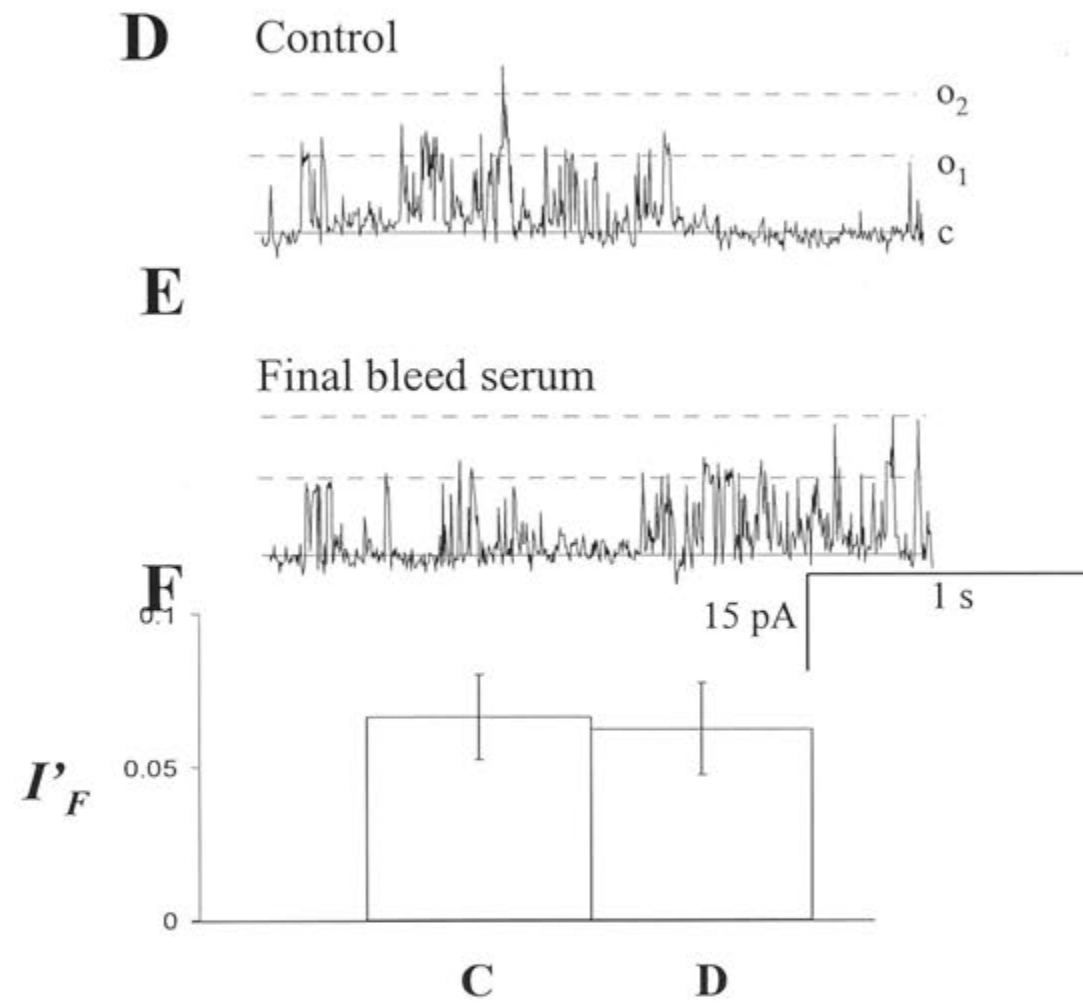 D
Control
o2
o1
c
E
Final bleed serum
F
0.1
15 pA
1 s
0.05
I’F
0
C
D